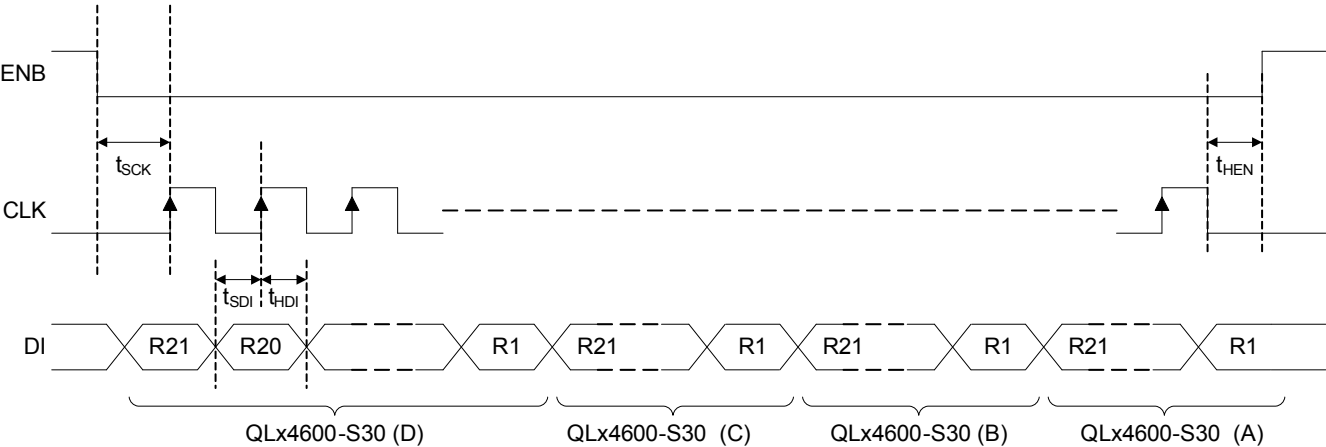 ENB
tSCK
tHEN
CLK
tSDI
tHDI
DI
R21
R20
R1
R21
R1
R21
R1
R21
R1
QLx4600-S30 (D)
QLx4600-S30 (C)
QLx4600-S30 (B)
QLx4600-S30 (A)